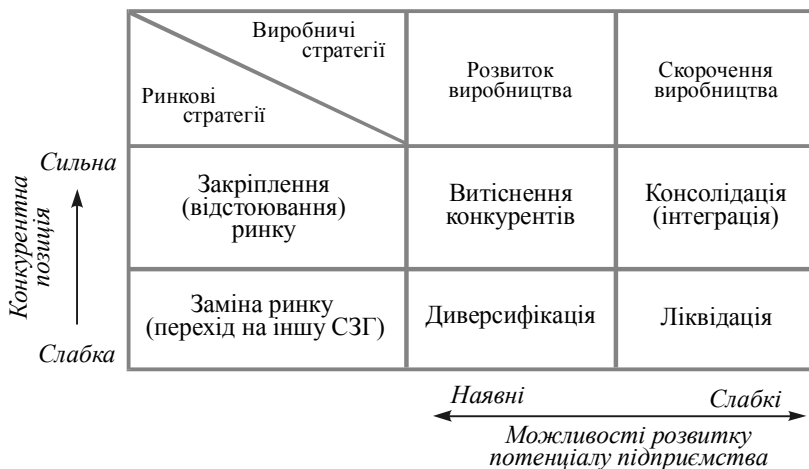 Виробничі
стратегії
Ринкові
стратегії
Розвиток
виробництва
Скорочення
виробництва
Конкурентна
позиція
Сильна
Слабка
Закріплення
(відстоювання)
ринку
Витіснення
конкурентів
Консолідація
(інтеграція)
Заміна ринку
(перехід на іншу СЗГ)
Диверсифікація
Ліквідація
Наявні
Слабкі
Можливості розвитку
потенціалу підприємства